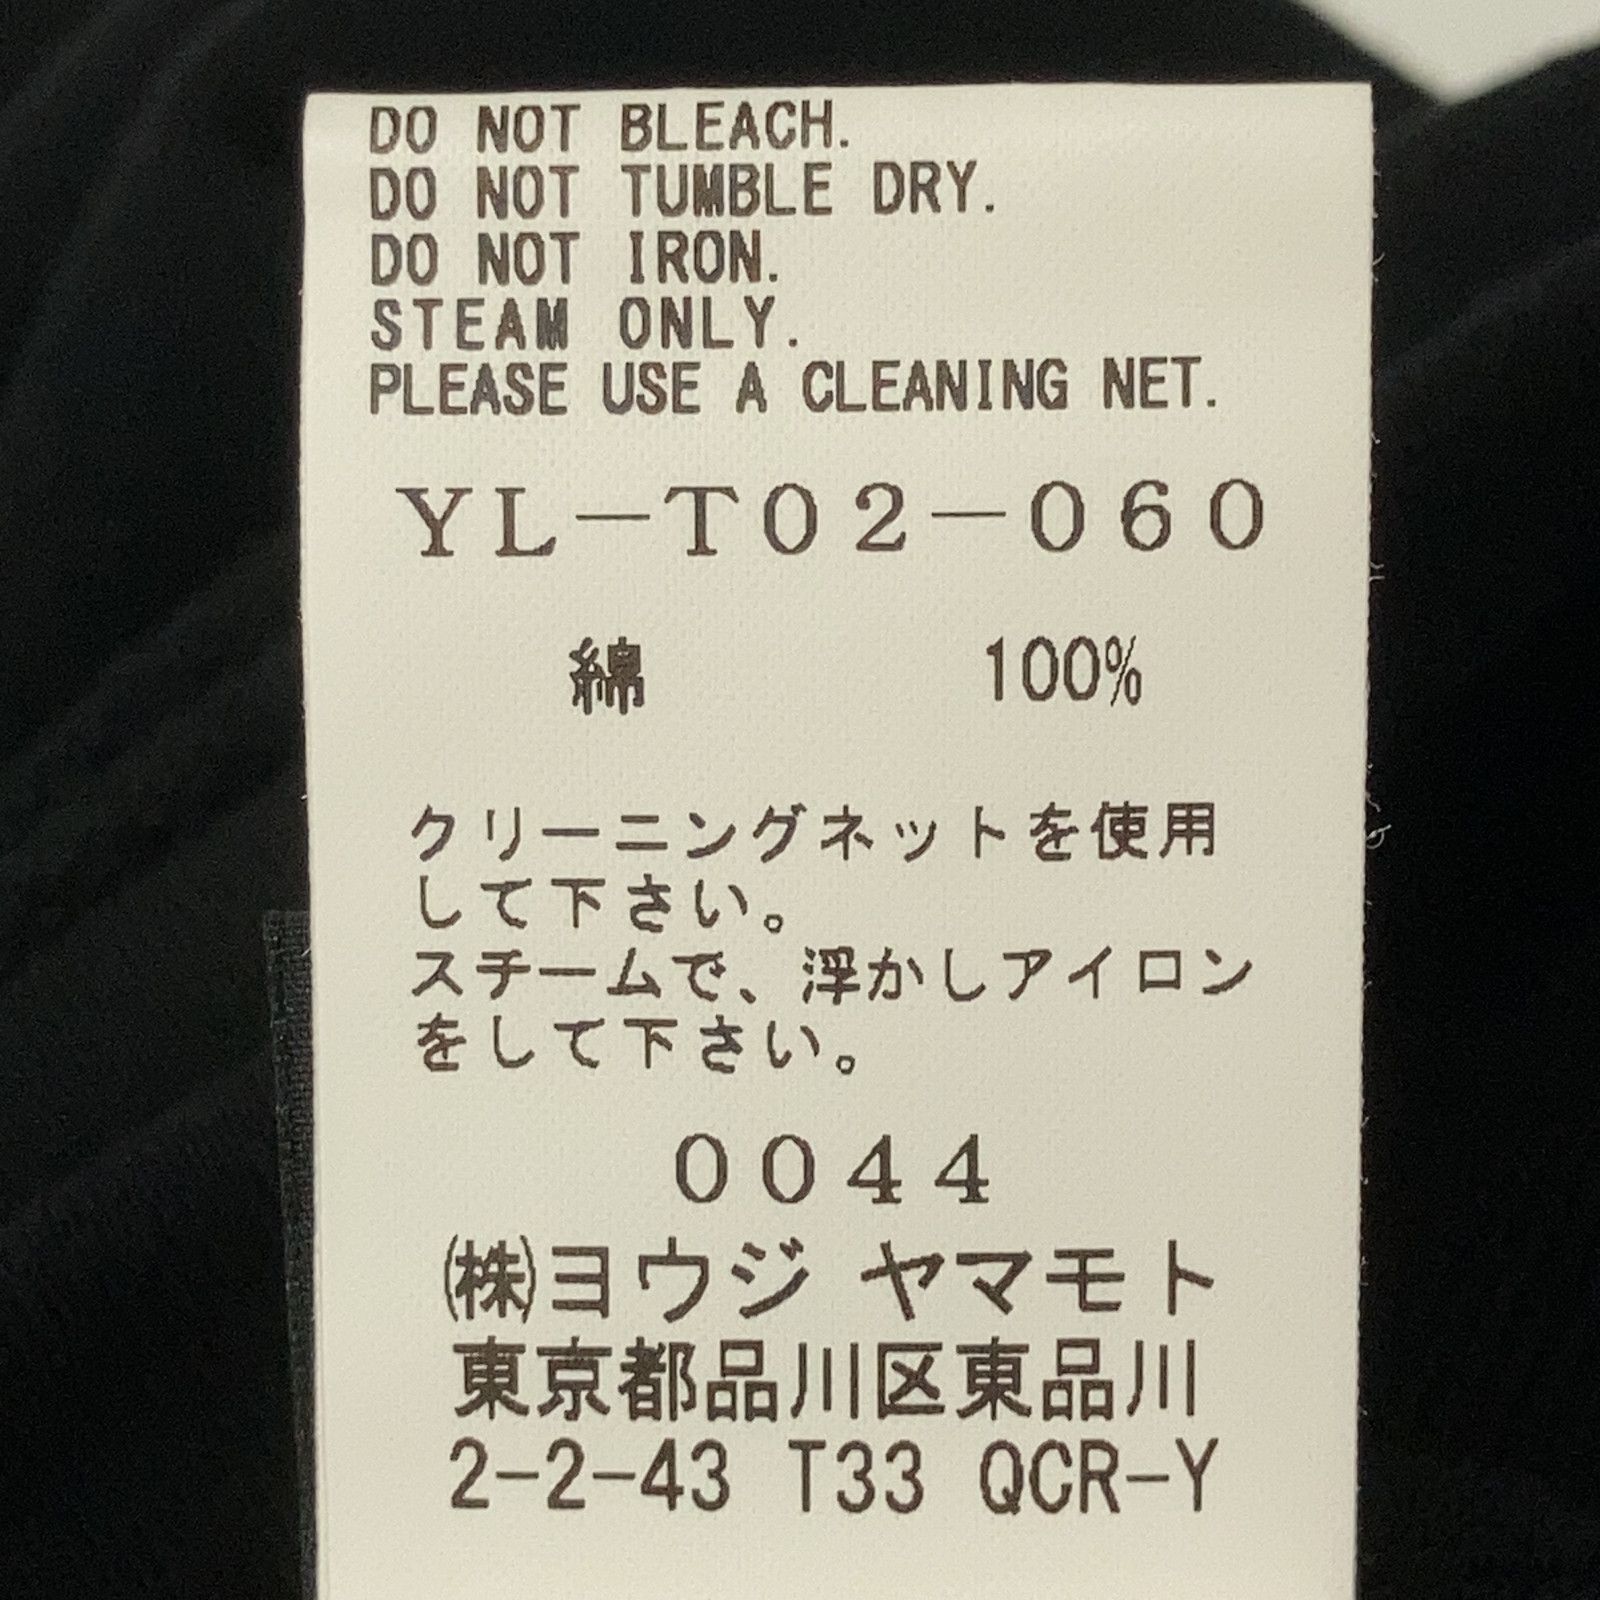 DO NOT BLEACH.
DO NOT TUMBLE DRY.
DO NOT IRON.
STEAM ONLY.
PLEASE USE A CLEANING NET.
YL-T02-060
綿 100%
クリーニングネットを使用
して下さい。
スチームで、浮かしアイロン
をして下さい。
0044
(株)ヨウジ ヤマモト
東京都品川区東品川
2-2-43 T33 QCR-Y